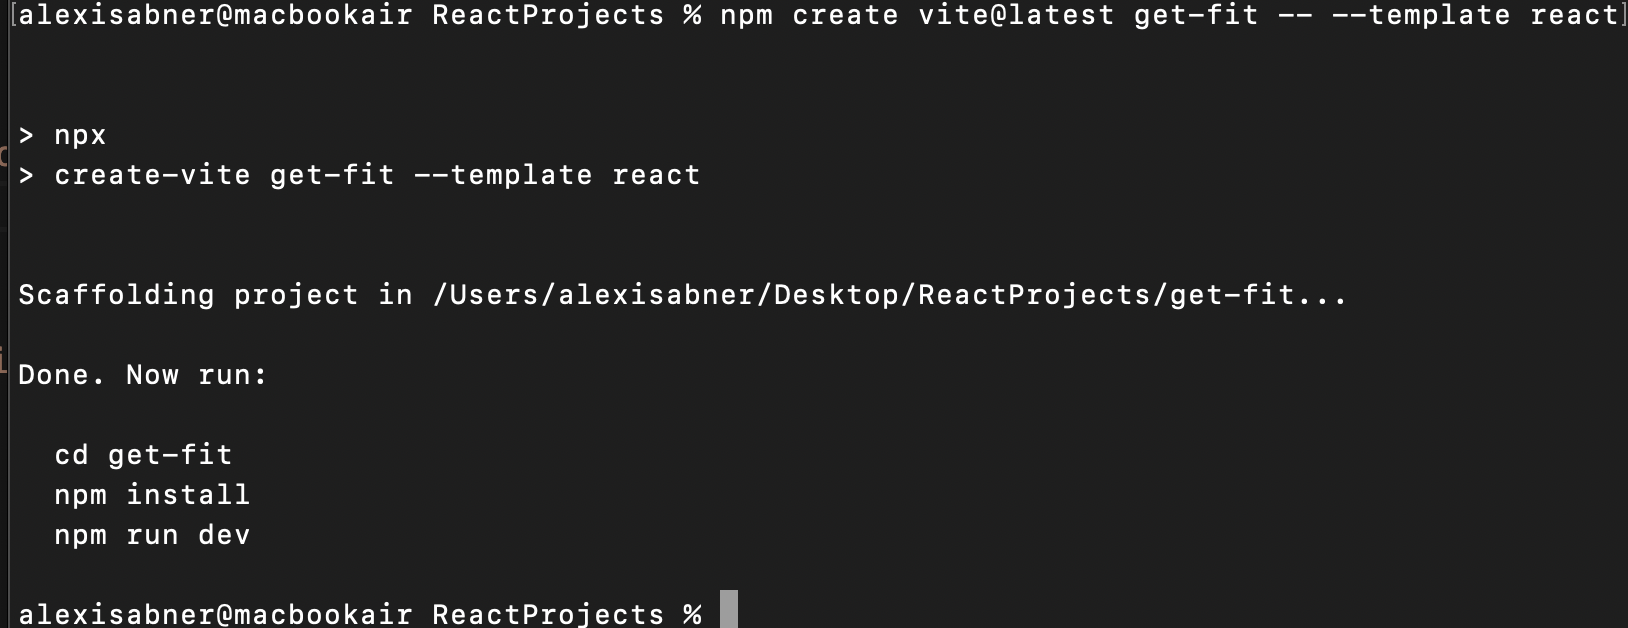 [alexisabner@macbookair ReactProjects % npm create vite@latest get-fit -- --template react]
> npx
> create-vite get-fit --template react
Scaffolding project in /Users/alexisabner/Desktop/ReactProjects/get-fit...
Done. Now run:
cd get-fit
npm install
npm run dev
alexisabner@macbookair ReactProjects %